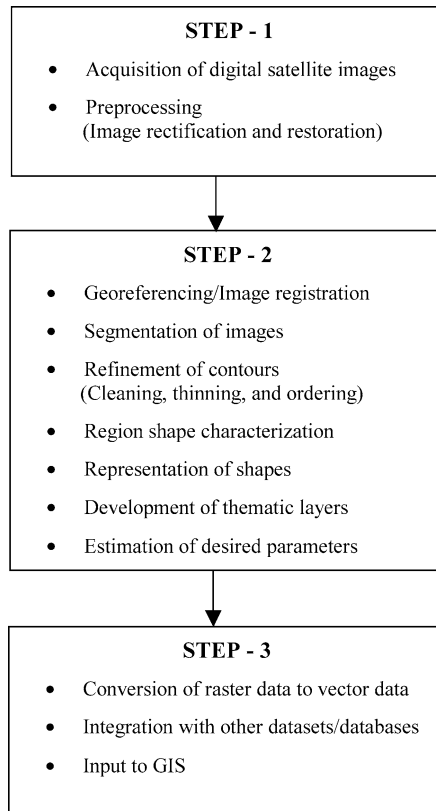 STEP - 1
• Acquisition of digital satellite images
• Preprocessing
(Image rectification and restoration)
STEP - 2
• Georeferencing/Image registration
• Segmentation of images
• Refinement of contours
(Cleaning, thinning, and ordering)
• Region shape characterization
• Representation of shapes
• Development of thematic layers
• Estimation of desired parameters
STEP - 3
• Conversion of raster data to vector data
• Integration with other datasets/databases
• Input to GIS